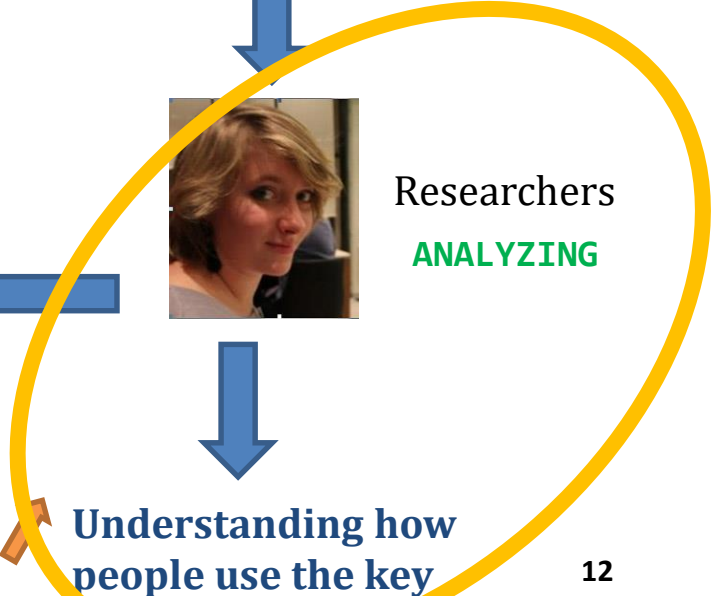 Researchers
ANALYZING
Understanding how
people use the key
12